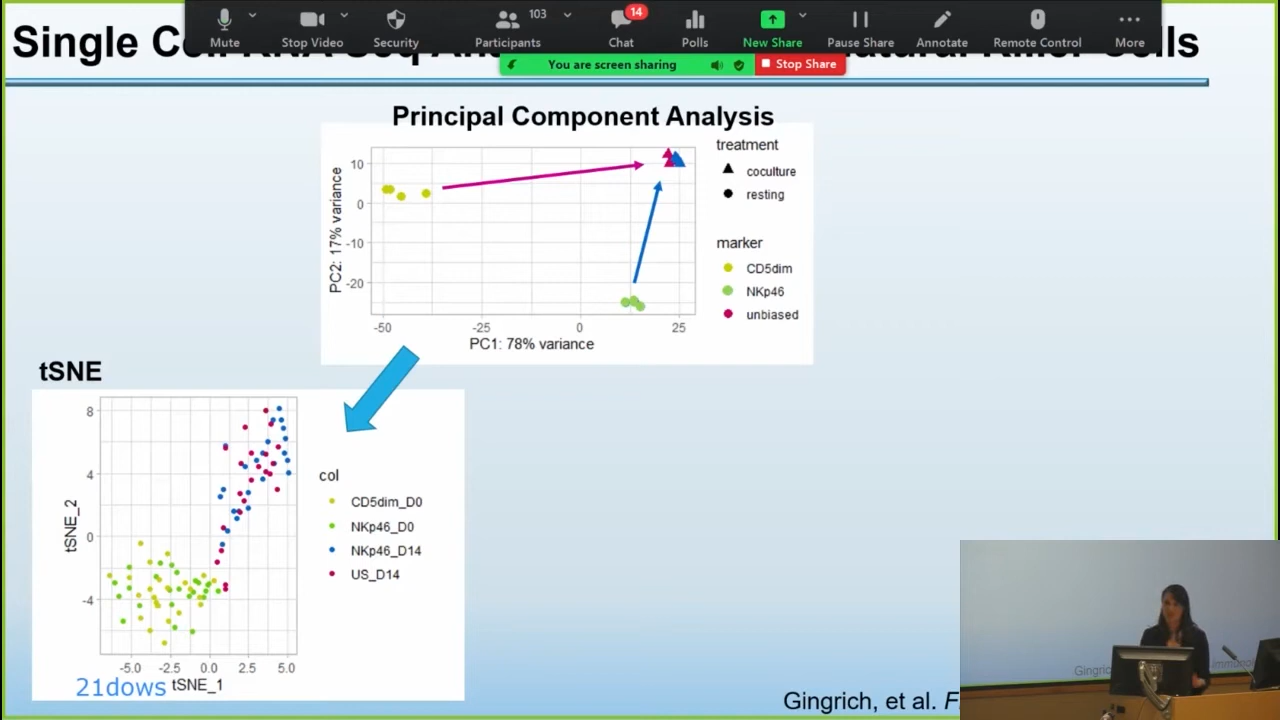 Mute
Stop Video
Security
Participants
103
14
Chat
Polls
New Share
Pause Share
Annotate
Remote Control
More
You are screen sharing
Stop Share
Single
Cells
Principal Component Analysis
PC2: 17% variance
10
0
-10
-20
-50
-25
0
25
PC1: 78% variance
treatment
coculture
resting
marker
CD5dim
NKp46
unbiased
tSNE
tSNE_2
8
4
0
-4
-5.0
-2.5
0.0
2.5
5.0
tSNE_1
col
CD5dim_D0
NKp46_D0
NKp46_D14
US_D14
21dows
Gingrich, et al.
Gingric